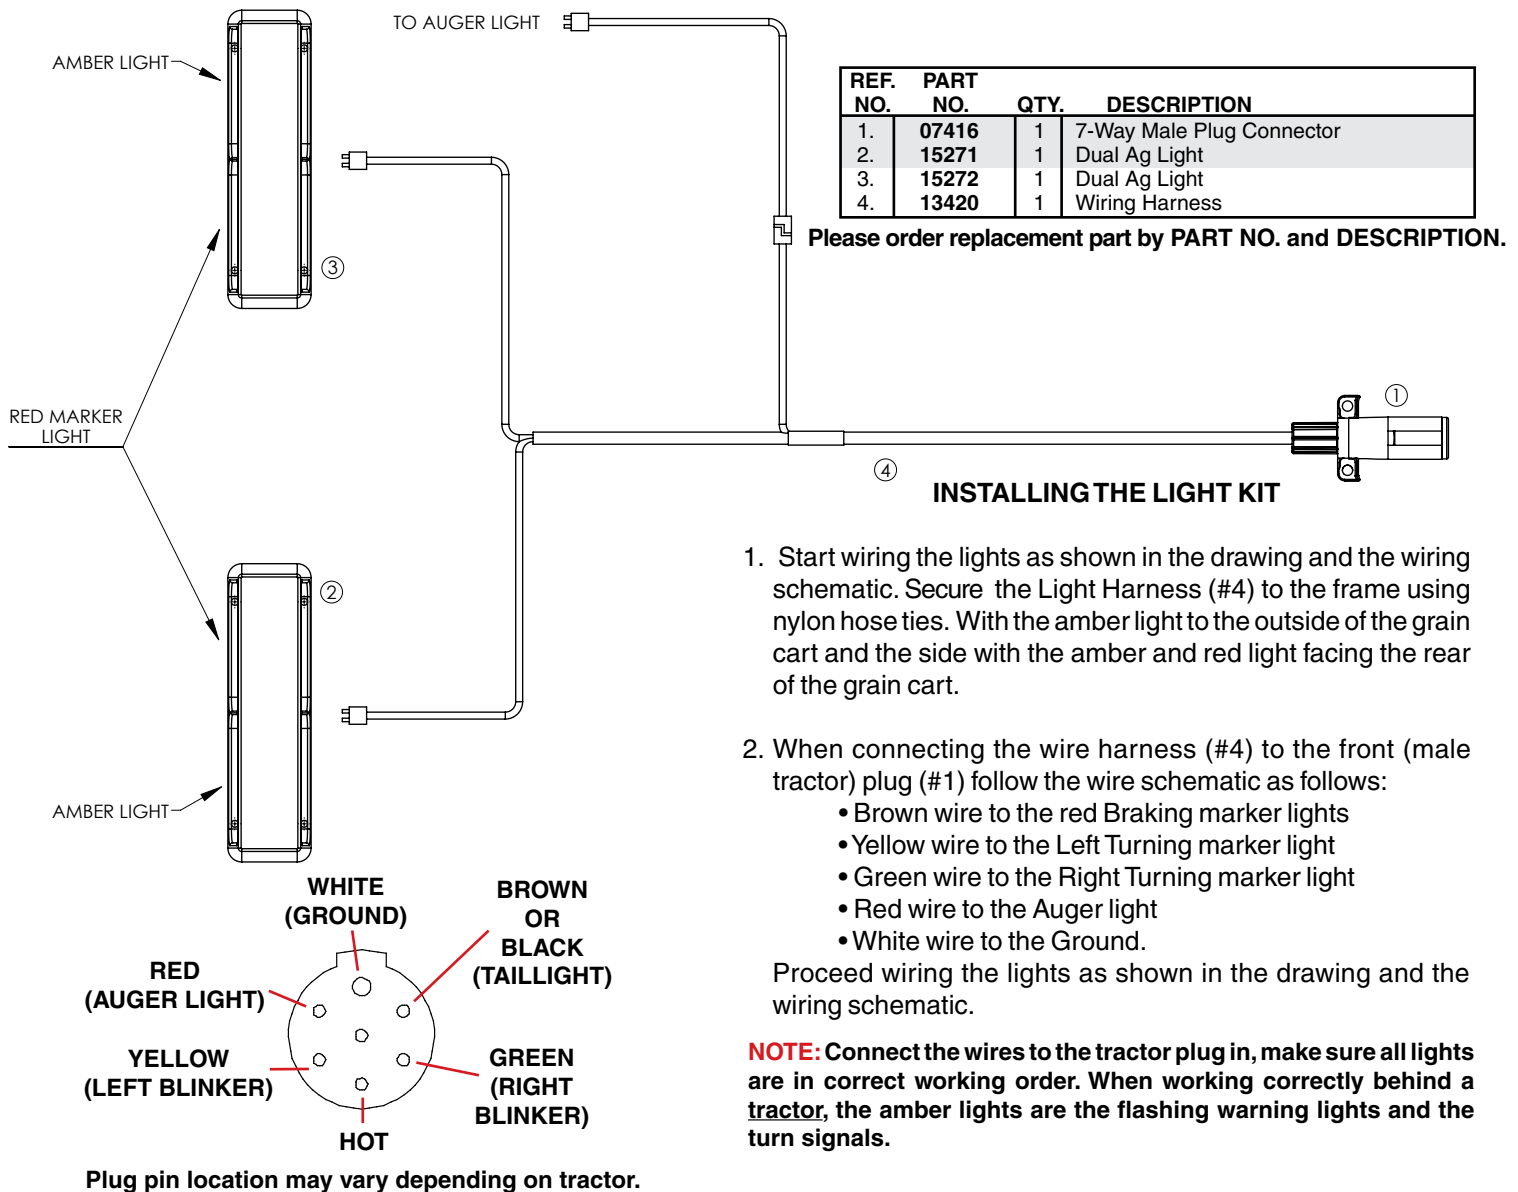 TO AUGER LIGHT
AMBER LIGHT
REF. PART
NO. NO. QTY. DESCRIPTION
1. 07416 1 7-Way Male Plug Connector
2. 15271 1 Dual Ag Light
3. 15272 1 Dual Ag Light
4. 13420 1 Wiring Harness
Please order replacement part by PART NO. and DESCRIPTION.
3
RED MARKER
LIGHT
1
4
2
AMBER LIGHT
INSTALLING THE LIGHT KIT
1. Start wiring the lights as shown in the drawing and the wiring
schematic. Secure the Light Harness (#4) to the frame using
nylon hose ties. With the amber light to the outside of the grain
cart and the side with the amber and red light facing the rear
of the grain cart.
2. When connecting the wire harness (#4) to the front (male
tractor) plug (#1) follow the wire schematic as follows:
• Brown wire to the red Braking marker lights
• Yellow wire to the Left Turning marker light
• Green wire to the Right Turning marker light
• Red wire to the Auger light
• White wire to the Ground.
Proceed wiring the lights as shown in the drawing and the
wiring schematic.
NOTE: Connect the wires to the tractor plug in, make sure all lights
are in correct working order. When working correctly behind a
tractor, the amber lights are the flashing warning lights and the
turn signals.
WHITE
(GROUND)
BROWN
OR
BLACK
(TAILLIGHT)
RED
(AUGER LIGHT)
YELLOW
(LEFT BLINKER)
GREEN
(RIGHT
BLINKER)
HOT
Plug pin location may vary depending on tractor.